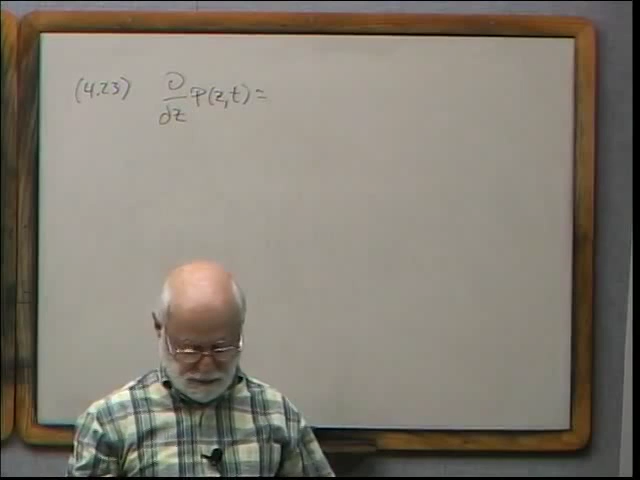 (4.23) ∂/∂z φ(z,t) =